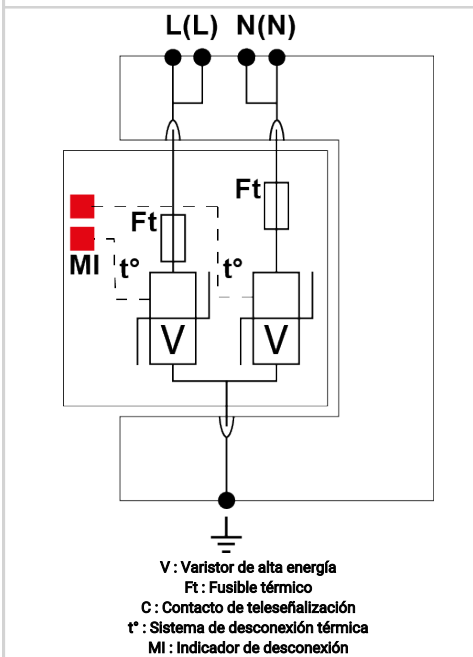 L(L) N(N)
Ft
Ft
MI
t°
t°
V
V
V : Varistor de alta energía
Ft : Fusible térmico
C : Contacto de teleseñalización
t° : Sistema de desconexión térmica
MI : Indicador de desconexión